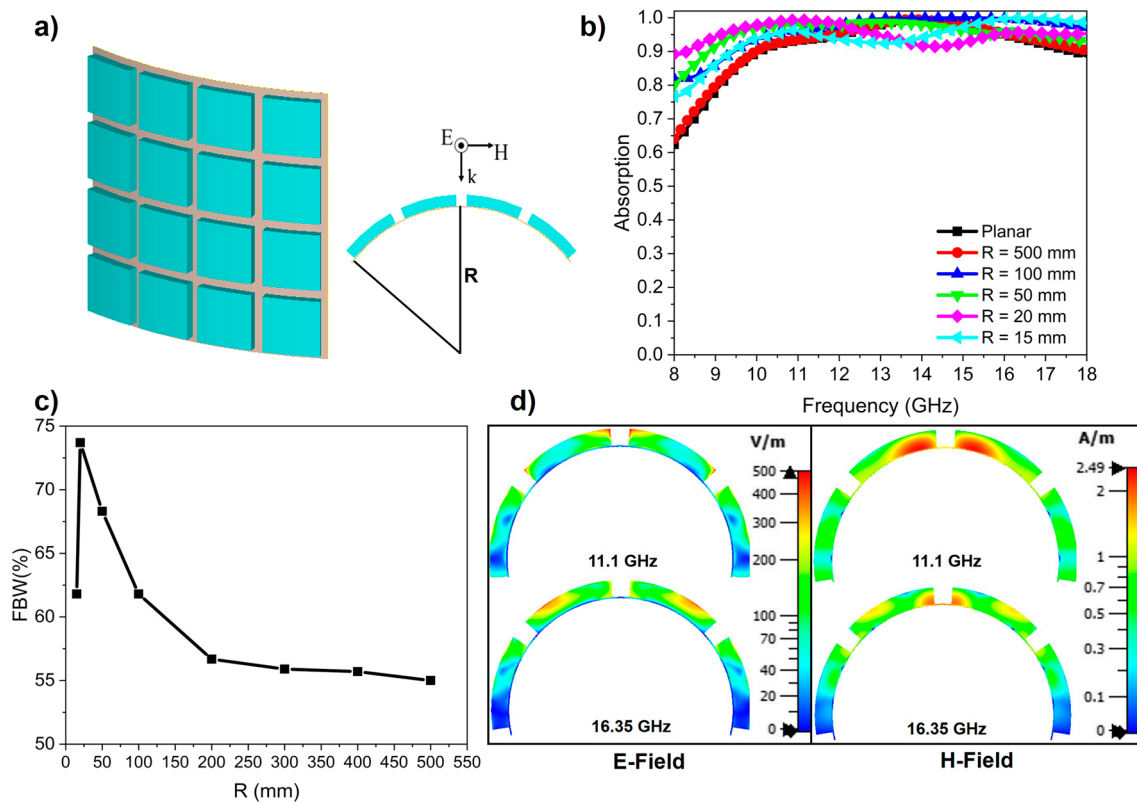 a)
E
H
k
R
b)
Absorption
1.0
0.9
0.8
0.7
0.6
0.5
0.4
0.3
0.2
0.1
0.0
Planar
R = 500 mm
R = 100 mm
R = 50 mm
R = 20 mm
R = 15 mm
8 9 10 11 12 13 14 15 16 17 18
Frequency (GHz)
c)
FBW(%)
75
70
65
60
55
50
0 50 100 150 200 250 300 350 400 450 500 550
R (mm)
d)
V/m
500
400
300
200
100
70
40
20
0
11.1 GHz
16.35 GHz
E-Field
A/m
2.49
2
1
0.7
0.5
0.3
0.1
0
11.1 GHz
16.35 GHz
H-Field